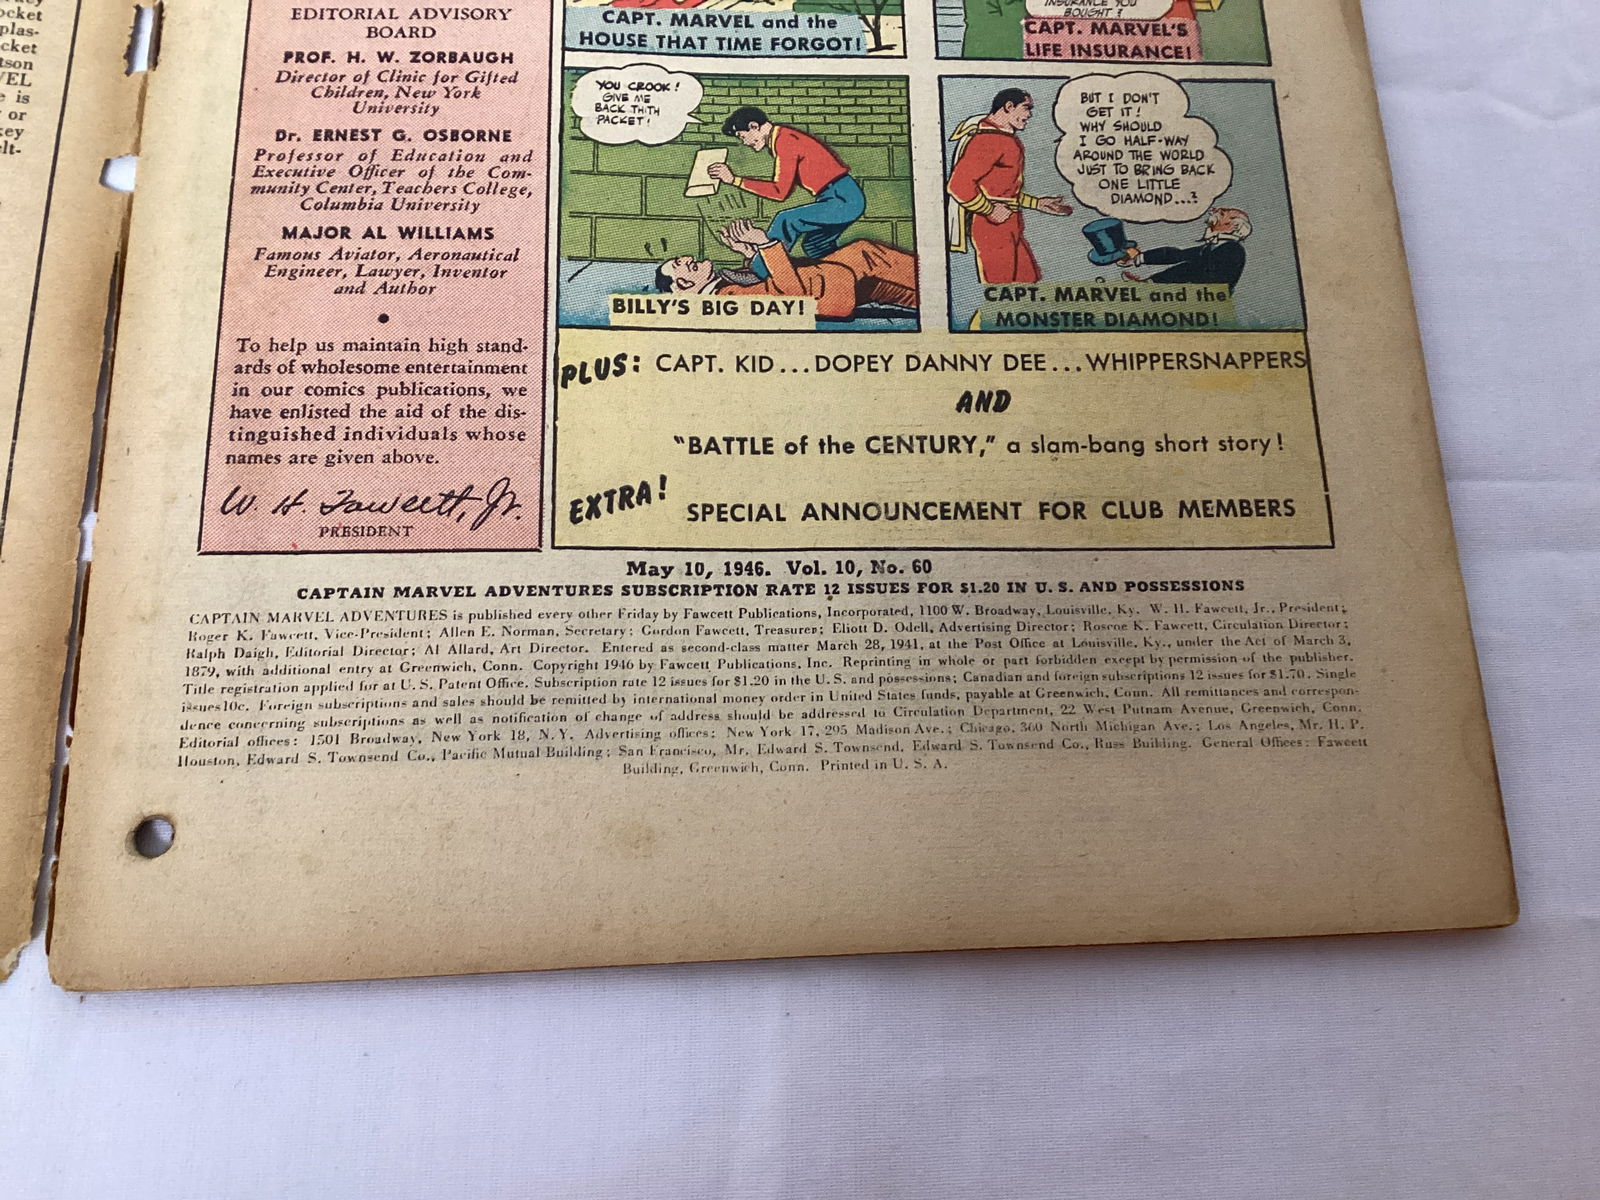 ocket
plas-
cket
tson
VEL
e is
or
key
elt-
EDITORIAL ADVISORY
BOARD
PROF. H. W. ZORBAUGH
Director of Clinic for Gifted
Children, New York
University
Dr. ERNEST G. OSBORNE
Professor of Education and
Executive Officer of the Com-
munity Center, Teachers College,
Columbia University
MAJOR AL WILLIAMS
Famous Aviator, Aeronautical
Engineer, Lawyer, Inventor
and Author
To help us maintain high stand-
ards of wholesome entertainment
in our comics publications, we
have enlisted the aid of the dis-
tinguished individuals whose
names are given above.
W. H. Fawcett, Jr.
PRESIDENT
CAPT. MARVEL and the
HOUSE THAT TIME FORGOT!
INSURANCE YOU
BOUGHT?
CAPT. MARVEL'S
LIFE INSURANCE!
YOU CROOK!
GIVE ME
BACK THTH
PACKET!
BILLY'S BIG DAY!
BUT I DON'T
GET IT!
WHY SHOULD
I GO HALF-WAY
AROUND THE WORLD
JUST TO BRING BACK
ONE LITTLE
DIAMOND...?
CAPT. MARVEL and the
MONSTER DIAMOND!
PLUS: CAPT. KID...DOPEY DANNY DEE...WHIPPERSNAPPERS
AND
"BATTLE of the CENTURY," a slam-bang short story!
EXTRA! SPECIAL ANNOUNCEMENT FOR CLUB MEMBERS
May 10, 1946. Vol. 10, No. 60
CAPTAIN MARVEL ADVENTURES SUBSCRIPTION RATE 12 ISSUES FOR $1.20 IN U. S. AND POSSESSIONS
CAPTAIN MARVEL ADVENTURES is published every other Friday by Fawcett Publications, Incorporated, 1100 W. Broadway, Louisville, Ky. W. H. Fawcett, Jr., President;
Roger K. Fawcett, Vice-President; Allen E. Norman, Secretary; Gordon Fawcett, Treasurer; Eliott D. Odell, Advertising Director; Roscoe K. Fawcett, Circulation Director;
Ralph Daigh, Editorial Director; Al Allard, Art Director. Entered as second-class matter March 28, 1941, at the Post Office at Louisville, Ky., under the Act of March 3,
1879, with additional entry at Greenwich, Conn. Copyright 1946 by Fawcett Publications, Inc. Reprinting in whole or part forbidden except by permission of the publisher.
Title registration applied for at U. S. Patent Office. Subscription rate 12 issues for $1.20 in the U. S. and possessions; Canadian and foreign subscriptions 12 issues for $1.70. Single
issues 10c. Foreign subscriptions and sales should be remitted by international money order in United States funds, payable at Greenwich, Conn. All remittances and correspon-
dence concerning subscriptions as well as notification of change of address should be addressed to Circulation Department, 22 West Putnam Avenue, Greenwich, Conn.
Editorial offices: 1501 Broadway, New York 18, N. Y. Advertising offices: New York 17, 295 Madison Ave.; Chicago, 360 North Michigan Ave.; Los Angeles, Mr. H. P.
Houston, Edward S. Townsend Co., Pacific Mutual Building; San Francisco, Mr. Edward S. Townsend, Edward S. Townsend Co., Russ Building. General Offices: Fawcett
Building, Greenwich, Conn. Printed in U. S. A.